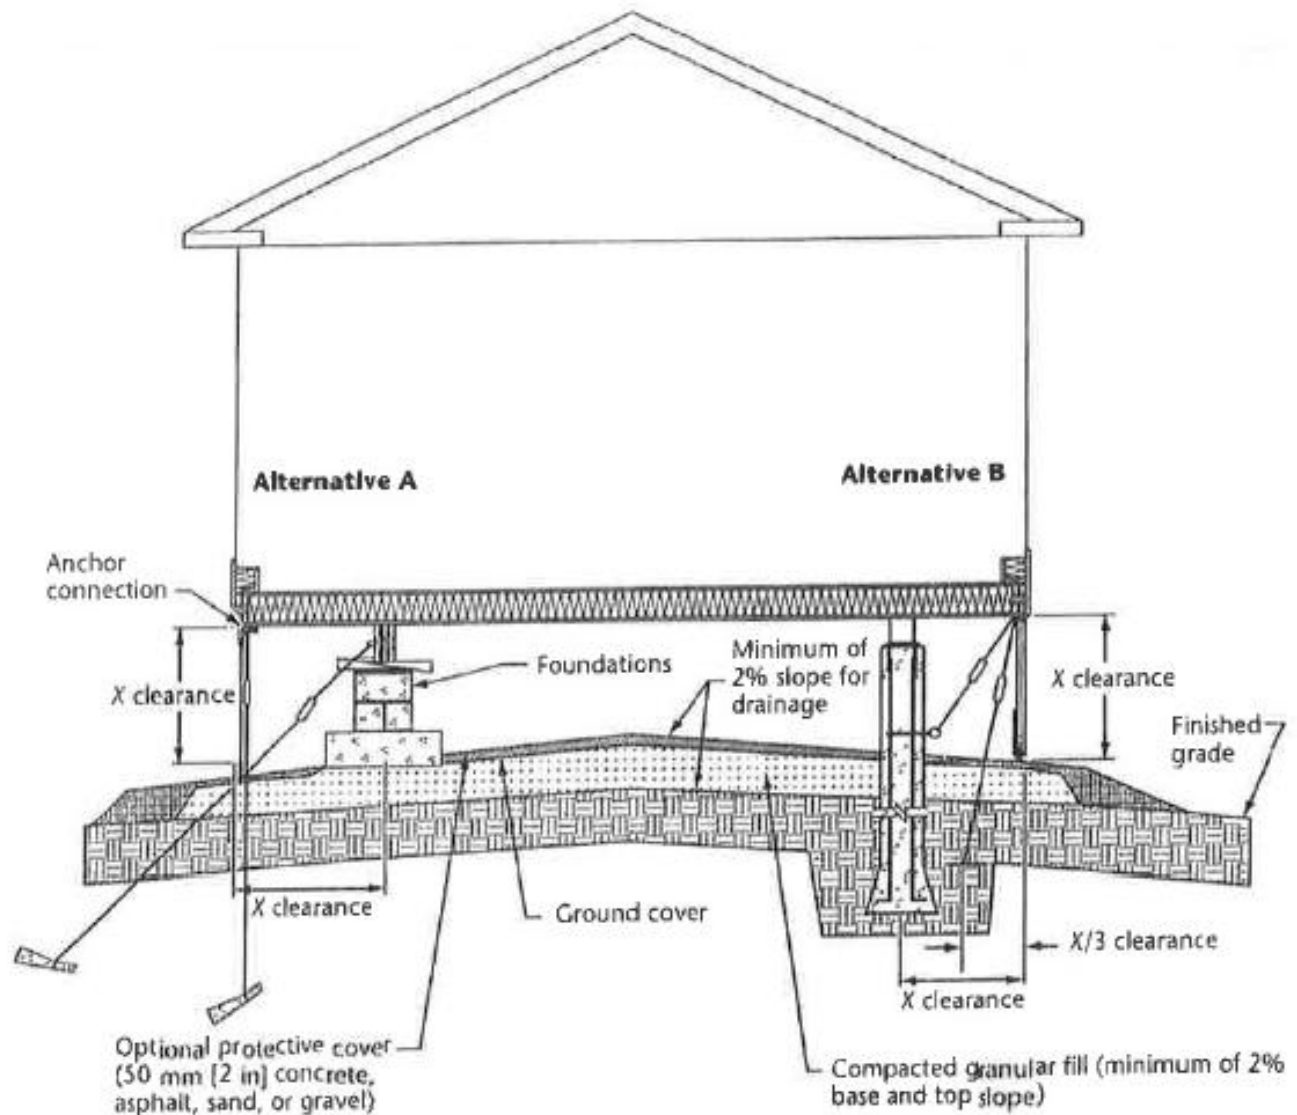 Alternative A
Alternative B
Anchor
connection
X clearance
Foundations
Minimum of
2% slope for
drainage
X clearance
Finished
grade
X clearance
Ground cover
X/3 clearance
X clearance
Optional protective cover
(50 mm [2 in] concrete,
asphalt, sand, or gravel)
Compacted granular fill (minimum of 2%
base and top slope)